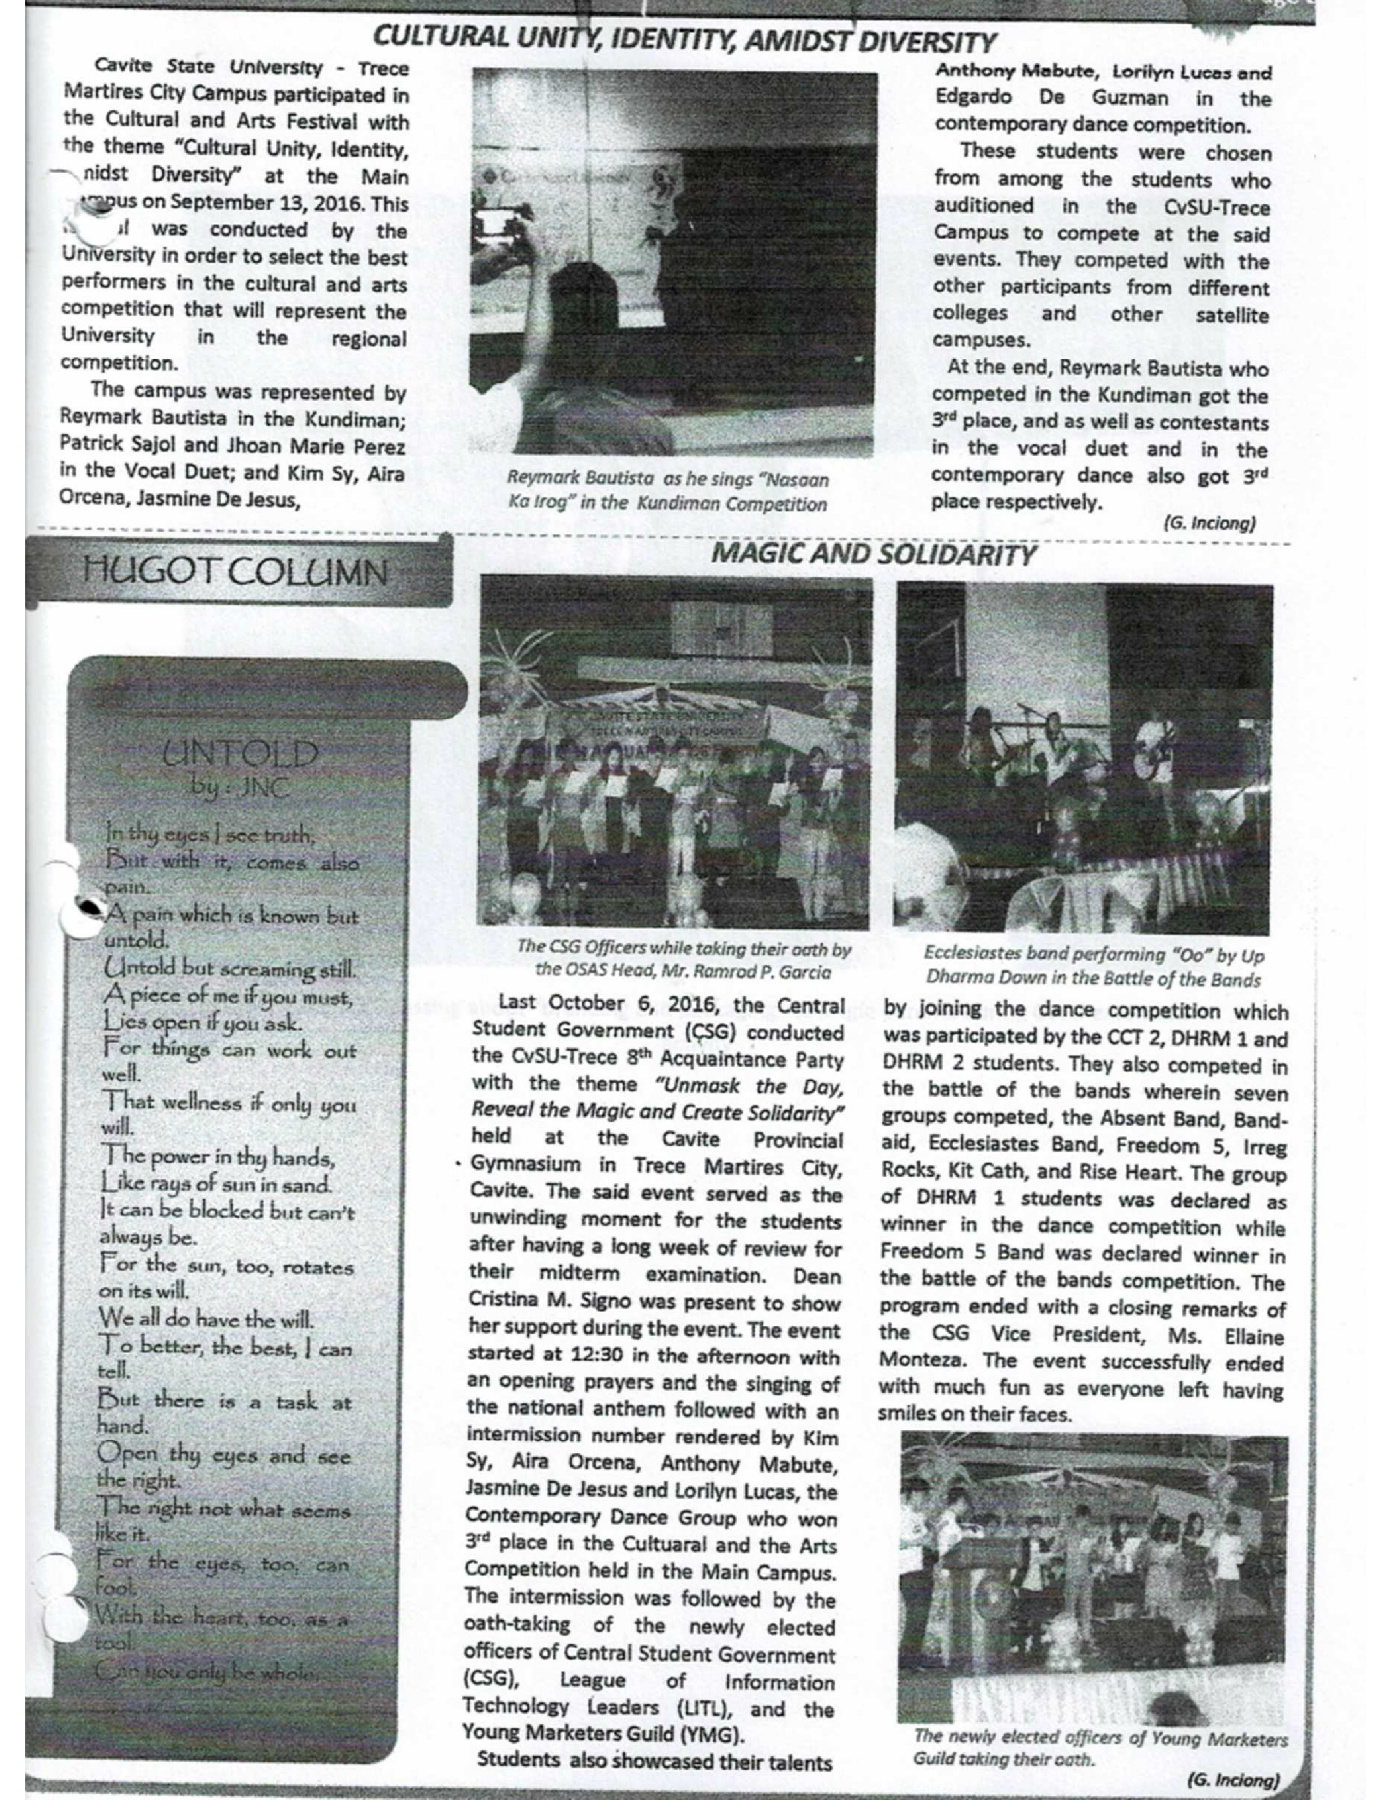 CULTURAL UNITY, IDENTITY, AMIDST DIVERSITY
Cavite State University - Trece
Martires City Campus participated in
the Cultural and Arts Festival with
the theme "Cultural Unity, Identity,
nidst Diversity" at the Main
mpus on September 13, 2016. This
was conducted by the
University in order to select the best
performers in the cultural and arts
competition that will represent the
University in the regional
competition.
The campus was represented by
Reymark Bautista in the Kundiman;
Patrick Sajol and Jhoan Marie Perez
in the Vocal Duet; and Kim Sy, Aira
Orcena, Jasmine De Jesus,
Reymark Bautista as he sings "Nasaan
Ka Irog" in the Kundiman Competition
Anthony Mabute, Lorilyn Lucas and
Edgardo De Guzman in the
contemporary dance competition.
These students were chosen
from among the students who
auditioned in the CvSU-Trece
Campus to compete at the said
events. They competed with the
other participants from different
colleges and other satellite
campuses.
At the end, Reymark Bautista who
competed in the Kundiman got the
3rd place, and as well as contestants
in the vocal duet and in the
contemporary dance also got 3rd
place respectively.
(G. Inciong)
HUGOT COLUMN
UNTOLD
by: JNC
In thy eyes I see truth,
But with it, comes also
pain.
A pain which is known but
untold.
Untold but screaming still.
A piece of me if you must,
Lies open if you ask.
For things can work out
well.
That wellness if only you
will.
The power in thy hands,
Like rays of sun in sand.
It can be blocked but can't
always be.
For the sun, too, rotates
on its will.
We all do have the will.
To better, the best, I can
tell.
But there is a task at
hand.
Open thy eyes and see
the right.
The right not what seems
like it.
For the eyes, too, can
fool.
With the heart, too, as a
tool.
Can you only be whole.
MAGIC AND SOLIDARITY
The CSG Officers while taking their oath by
the OSAS Head, Mr. Ramrod P. Garcia
Ecclesiastes band performing "Oo" by Up
Dharma Down in the Battle of the Bands
Last October 6, 2016, the Central
Student Government (CSG) conducted
the CvSU-Trece 8th Acquaintance Party
with the theme "Unmask the Day,
Reveal the Magic and Create Solidarity"
held at the Cavite Provincial
Gymnasium in Trece Martires City,
Cavite. The said event served as the
unwinding moment for the students
after having a long week of review for
their midterm examination. Dean
Cristina M. Signo was present to show
her support during the event. The event
started at 12:30 in the afternoon with
an opening prayers and the singing of
the national anthem followed with an
intermission number rendered by Kim
Sy, Aira Orcena, Anthony Mabute,
Jasmine De Jesus and Lorilyn Lucas, the
Contemporary Dance Group who won
3rd place in the Cultuaral and the Arts
Competition held in the Main Campus.
The intermission was followed by the
oath-taking of the newly elected
officers of Central Student Government
(CSG), League of Information
Technology Leaders (LITL), and the
Young Marketers Guild (YMG).
Students also showcased their talents
by joining the dance competition which
was participated by the CCT 2, DHRM 1 and
DHRM 2 students. They also competed in
the battle of the bands wherein seven
groups competed, the Absent Band, Band-
aid, Ecclesiastes Band, Freedom 5, Irreg
Rocks, Kit Cath, and Rise Heart. The group
of DHRM 1 students was declared as
winner in the dance competition while
Freedom 5 Band was declared winner in
the battle of the bands competition. The
program ended with a closing remarks of
the CSG Vice President, Ms. Ellaine
Monteza. The event successfully ended
with much fun as everyone left having
smiles on their faces.
The newly elected officers of Young Marketers
Guild taking their oath.
(G. Inciong)